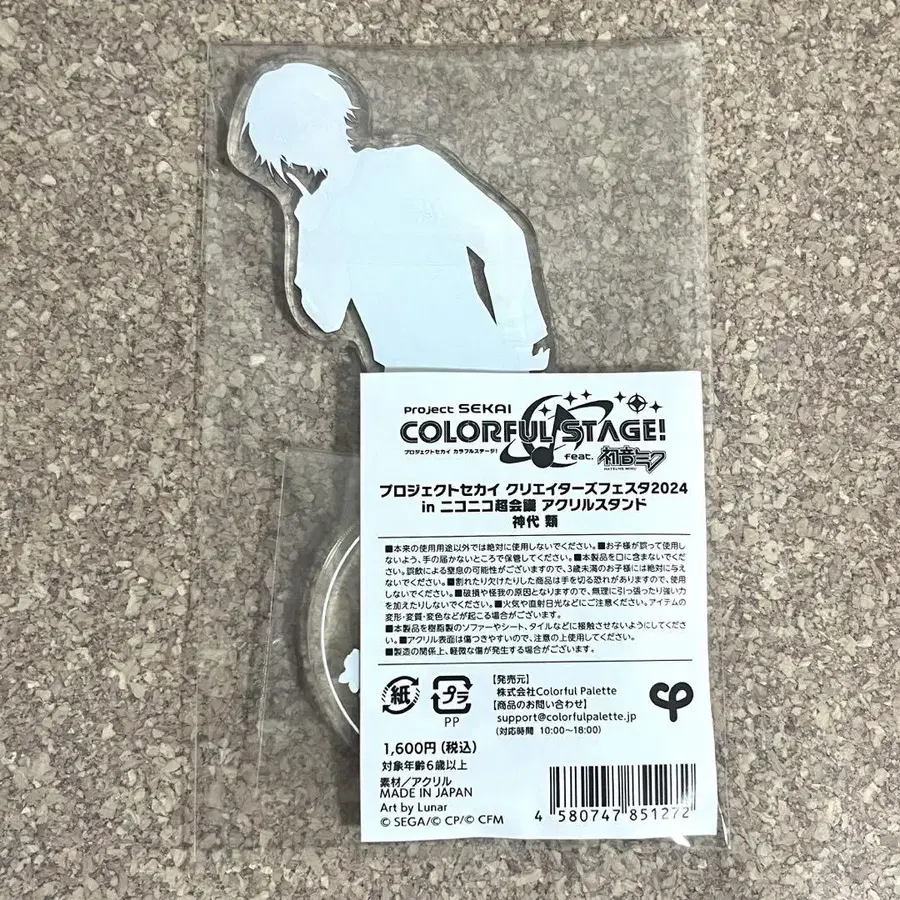 Project SEKAI
COLORFUL STAGE!
プロジェクトセカイ カラフルステージ!
feat. 初音ミク
HATSUNE MIKU
プロジェクトセカイ クリエイターズフェスタ2024
in ニコニコ超会議 アクリルスタンド
神代 類
■本来の使用用途以外では絶対に使用しないでください。■お子様が誤って使用し
ないよう、手の届かないところで保管してください。■本製品を口に含まないでくだ
さい。誤飲による窒息の可能性がございますので、3歳未満のお子様には絶対に与え
ないでください。■割れたり欠けたりした商品は手を切る恐れがありますので、使用
しないでください。■破損や怪我の原因となりますので、無理に引っ張ったり強い力
を加えたりしないでください。■火気や直射日光などにご注意ください。アイテムの
変形・変質・変色などが起こる場合がございます。
■本製品を樹脂製のソファーやシート、タイルなどに接触させないようにしてくださ
い。■アクリル表面は傷つきやすいので、注意の上使用してください。
■製造の関係上、軽微な傷が発生する場合がございます。
紙
プラ
PP
【発売元】
株式会社Colorful Palette
【商品のお問い合わせ】
support@colorfulpalette.jp
(対応時間 10:00〜18:00)
1,600円(税込)
対象年齢6歳以上
素材/アクリル
MADE IN JAPAN
Art by Lunar
© SEGA/© CP/© CFM
4 580747 851272